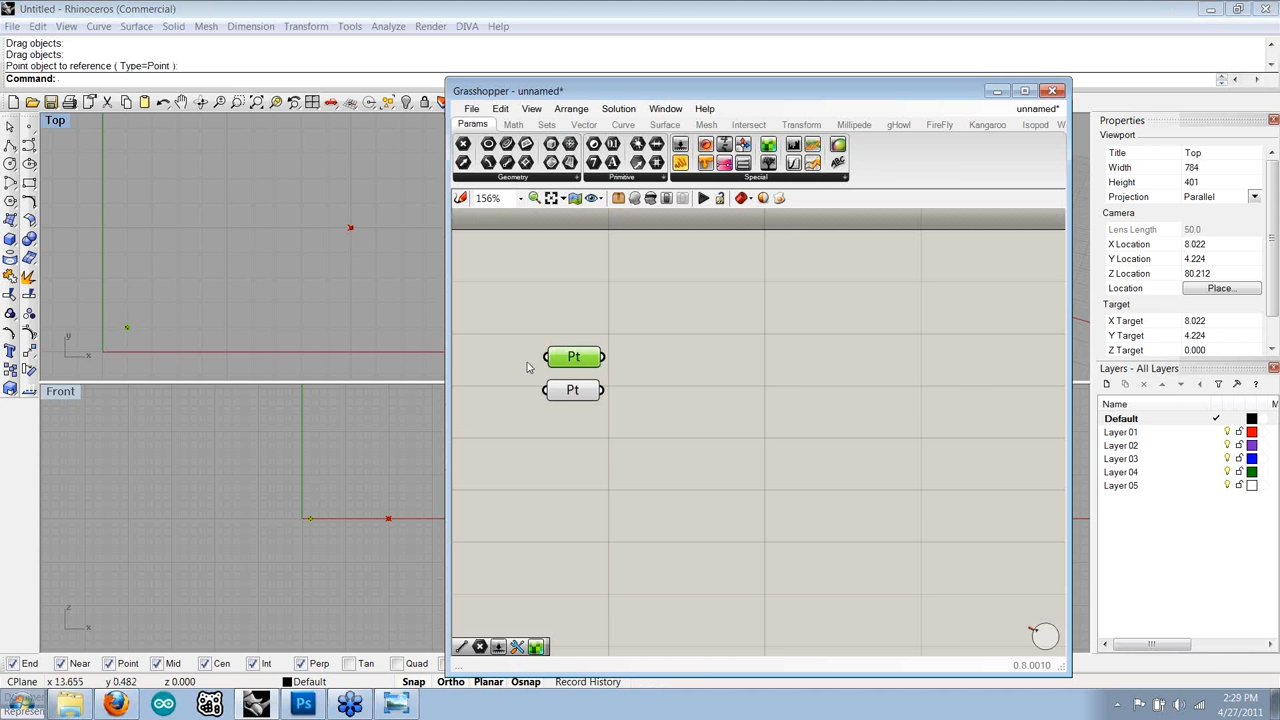 Untitled - Rhinoceros (Commercial)
File Edit View Curve Surface Solid Mesh Dimension Transform Tools Analyze Render DIVA Help
Drag objects:
Drag objects:
Point object to reference ( Type=Point ):
Command:
Grasshopper - unnamed*
File Edit View Arrange Solution Window Help unnamed*
Params Math Sets Vector Curve Surface Mesh Intersect Transform Millipede gHowl FireFly Kangaroo Isopod W
Geometry Primitive Special
156%
Top
y
x
Pt
Pt
Front
z
x
0.8.0010
Properties
Viewport
Title Top
Width 784
Height 401
Projection Parallel
Camera
Lens Length 50.0
X Location 8.022
Y Location 4.224
Z Location 80.212
Location Place...
Target
X Target 8.022
Y Target 4.224
Z Target 0.000
Layers - All Layers
Name M
Default
Layer 01
Layer 02
Layer 03
Layer 04
Layer 05
End Near Point Mid Cen Int Perp Tan Quad
CPlane x 13.655 y 0.482 z 0.000 Default Snap Ortho Planar Osnap Record History
2:29 PM
4/27/2011